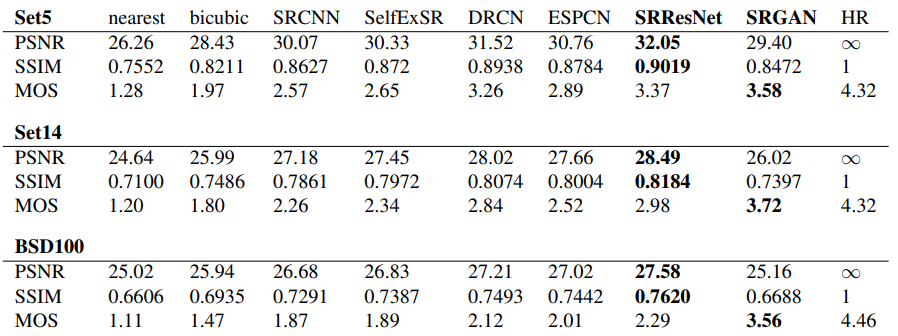 Set5 nearest bicubic SRCNN SelfExSR DRCN ESPCN SRResNet SRGAN HR
PSNR 26.26 28.43 30.07 30.33 31.52 30.76 32.05 29.40 ∞
SSIM 0.7552 0.8211 0.8627 0.872 0.8938 0.8784 0.9019 0.8472 1
MOS 1.28 1.97 2.57 2.65 3.26 2.89 3.37 3.58 4.32
Set14
PSNR 24.64 25.99 27.18 27.45 28.02 27.66 28.49 26.02 ∞
SSIM 0.7100 0.7486 0.7861 0.7972 0.8074 0.8004 0.8184 0.7397 1
MOS 1.20 1.80 2.26 2.34 2.84 2.52 2.98 3.72 4.32
BSD100
PSNR 25.02 25.94 26.68 26.83 27.21 27.02 27.58 25.16 ∞
SSIM 0.6606 0.6935 0.7291 0.7387 0.7493 0.7442 0.7620 0.6688 1
MOS 1.11 1.47 1.87 1.89 2.12 2.01 2.29 3.56 4.46